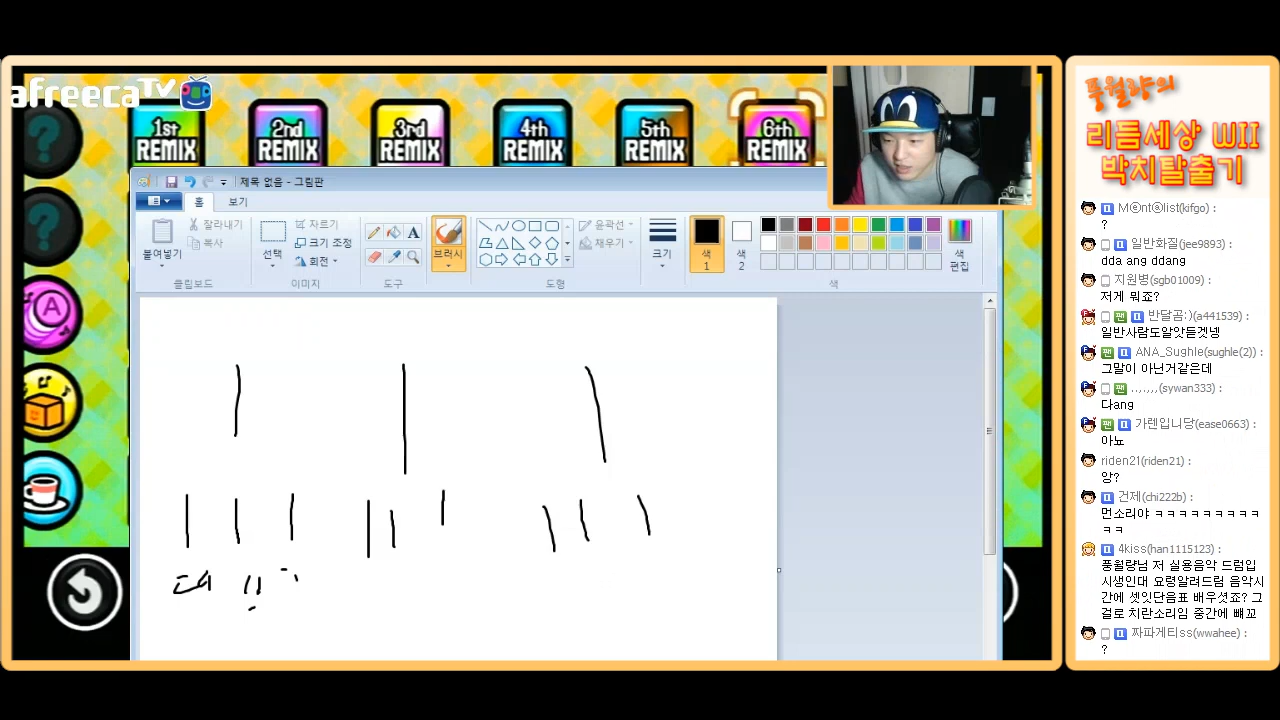 afreecaTV
1st REMIX
2nd REMIX
3rd REMIX
4th REMIX
5th REMIX
6th REMIX
제목 없음 - 그림판
홈
보기
붙여넣기
잘라내기
복사
클립보드
선택
자르기
크기 조정
회전
이미지
A
도구
브러시
윤곽선
채우기
도형
크기
색 1
색 2
색 편집
색
A
풍월량의
리듬세상 WII
박치탈출기
Mⓔntⓐlist(kifgo) :
?
일반화질(jee9893) :
dda ang ddang
지원병(sgb01009) :
저게 뭐죠?
팬 반달곰:)(a441539) :
일반사람도알앗듣겟넹
팬 ANA_Sughle(sughle(2)) :
그말이 아닌거같은데
팬 ..,.,,,(sywan333) :
다ang
팬 가렌입니당(ease0663) :
아뇨
riden21(riden21) :
앙?
건제(chi222b) :
먼소리야 ㅋㅋㅋㅋㅋㅋㅋㅋㅋ
ㅋㅋ
4kiss(han1115123) :
풍월량님 저 실용음악 드럼입
시생인대 요령알려드림 음악시
간에 셋잇단음표 배우셧죠? 그
걸로 치란소리임 중간에 빼꼬
짜파게티ss(wwahee) :
?